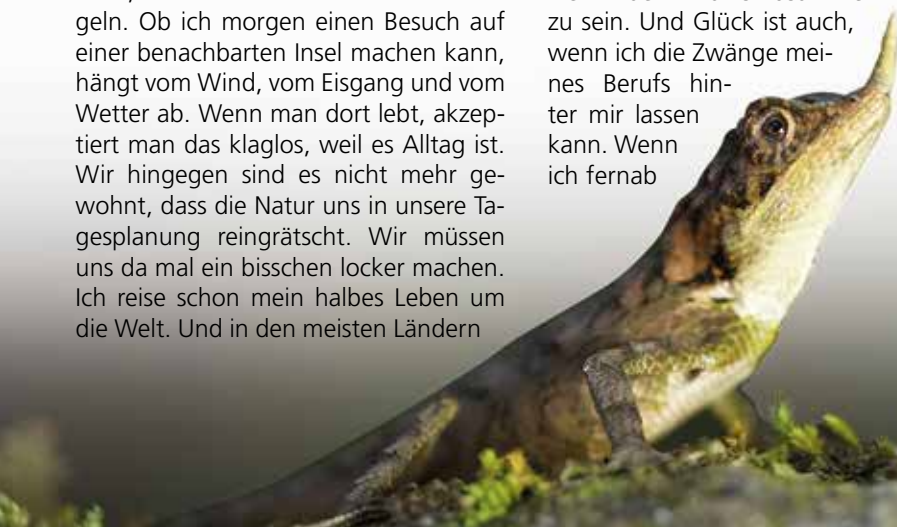 geln. Ob ich morgen einen Besuch auf
einer benachbarten Insel machen kann,
hängt vom Wind, vom Eisgang und vom
Wetter ab. Wenn man dort lebt, akzep-
tiert man das klaglos, weil es Alltag ist.
Wir hingegen sind es nicht mehr ge-
wohnt, dass die Natur uns in unsere Ta-
gesplanung reingrätscht. Wir müssen
uns da mal ein bisschen locker machen.
Ich reise schon mein halbes Leben um
die Welt. Und in den meisten Ländern
zu sein. Und Glück ist auch,
wenn ich die Zwänge mei-
nes Berufs hin-
ter mir lassen
kann. Wenn
ich fernab